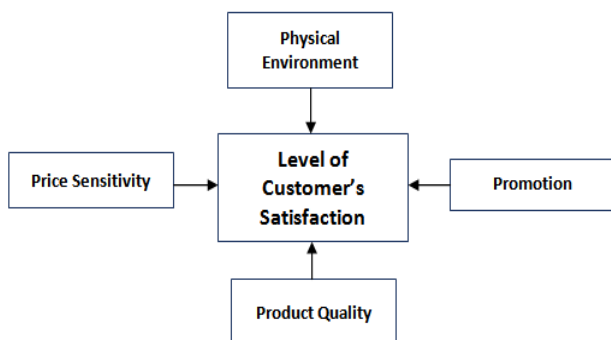 Physical
Environment
Price Sensitivity
Level of
Customer’s
Satisfaction
Promotion
Product Quality